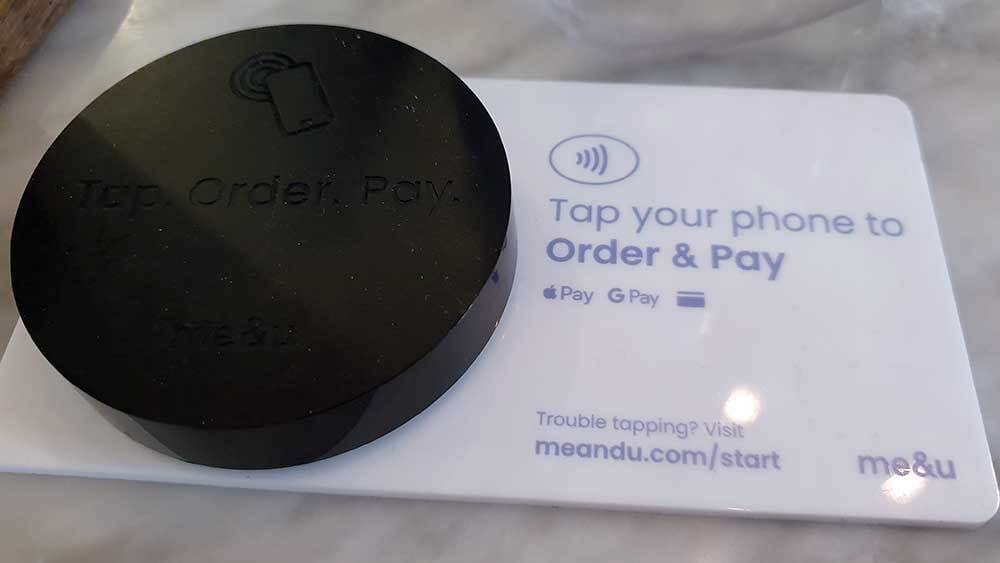 Tap. Order. Pay.
me&u
Tap your phone to
Order & Pay
Pay G Pay
Trouble tapping? Visit
meandu.com/start
me&u